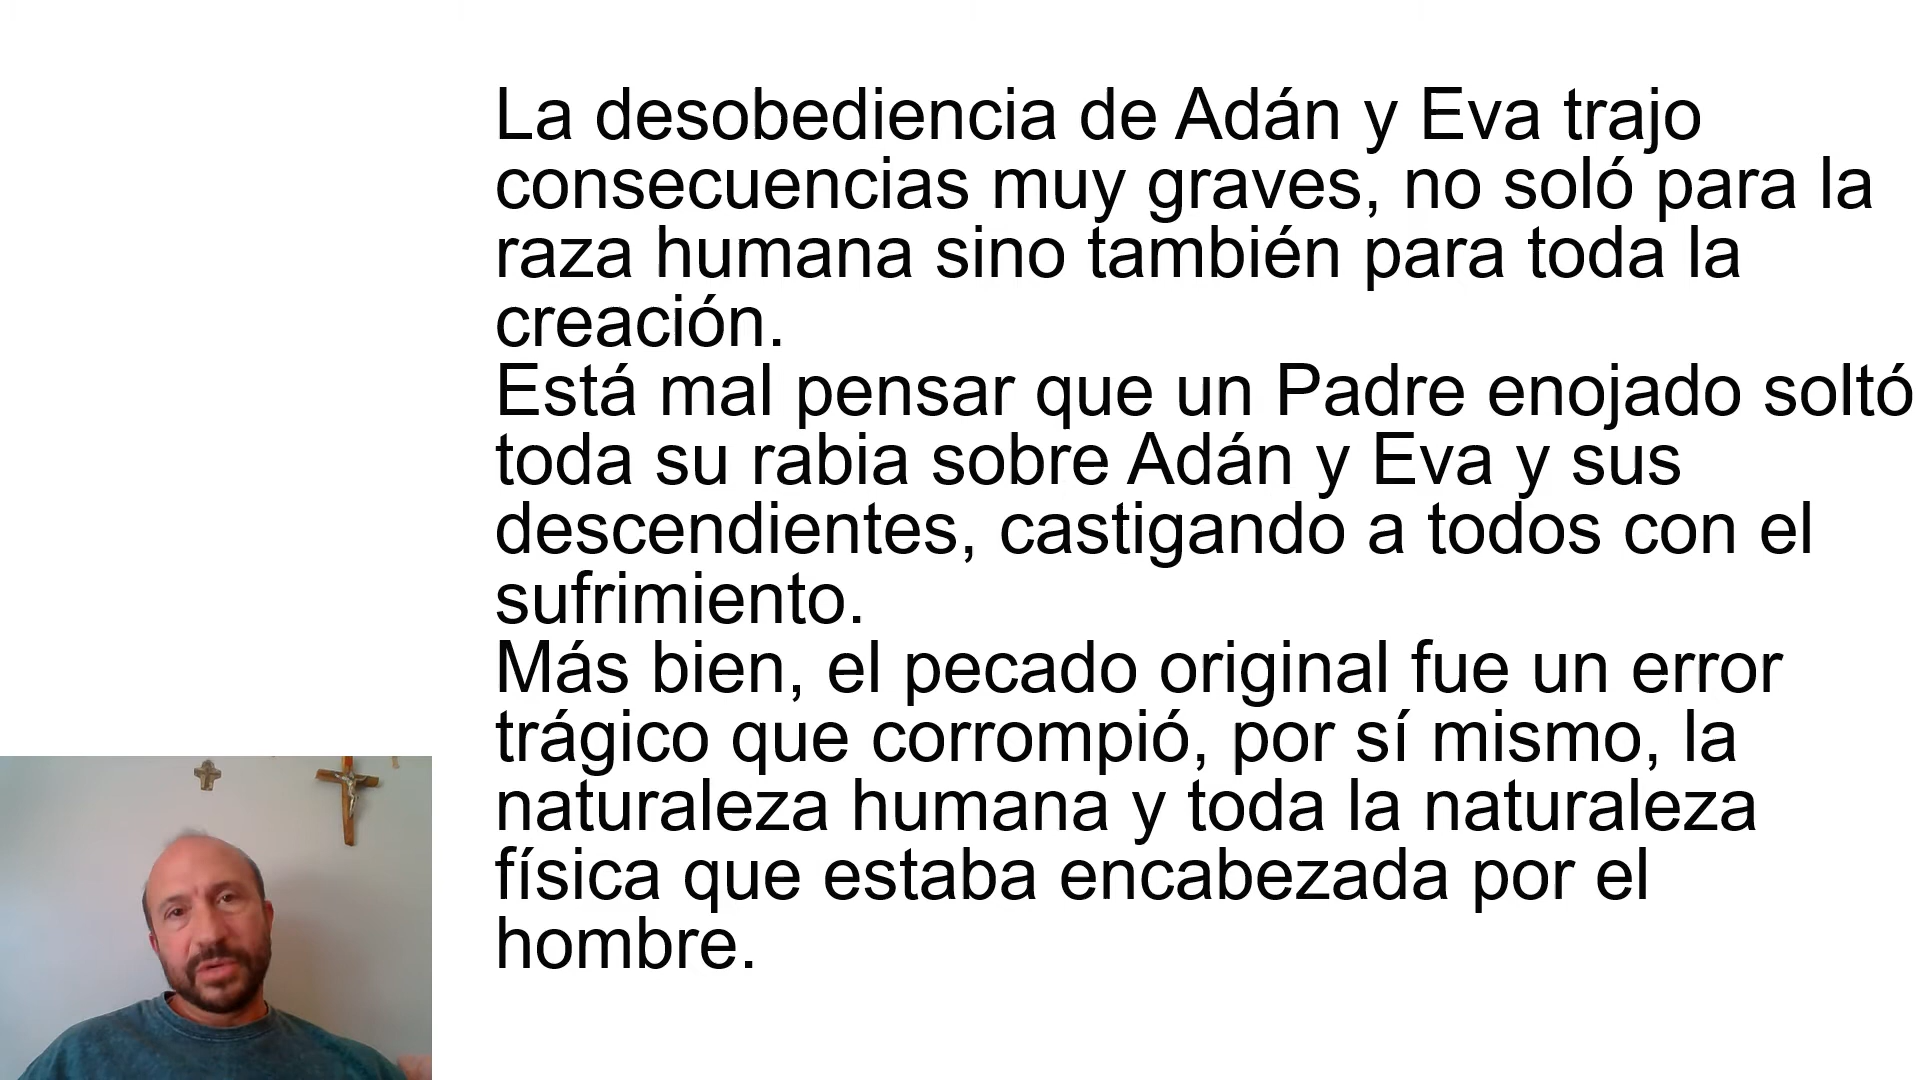 La desobediencia de Adán y Eva trajo
consecuencias muy graves, no soló para la
raza humana sino también para toda la
creación.
Está mal pensar que un Padre enojado soltó
toda su rabia sobre Adán y Eva y sus
descendientes, castigando a todos con el
sufrimiento.
Más bien, el pecado original fue un error
trágico que corrompió, por sí mismo, la
naturaleza humana y toda la naturaleza
física que estaba encabezada por el
hombre.